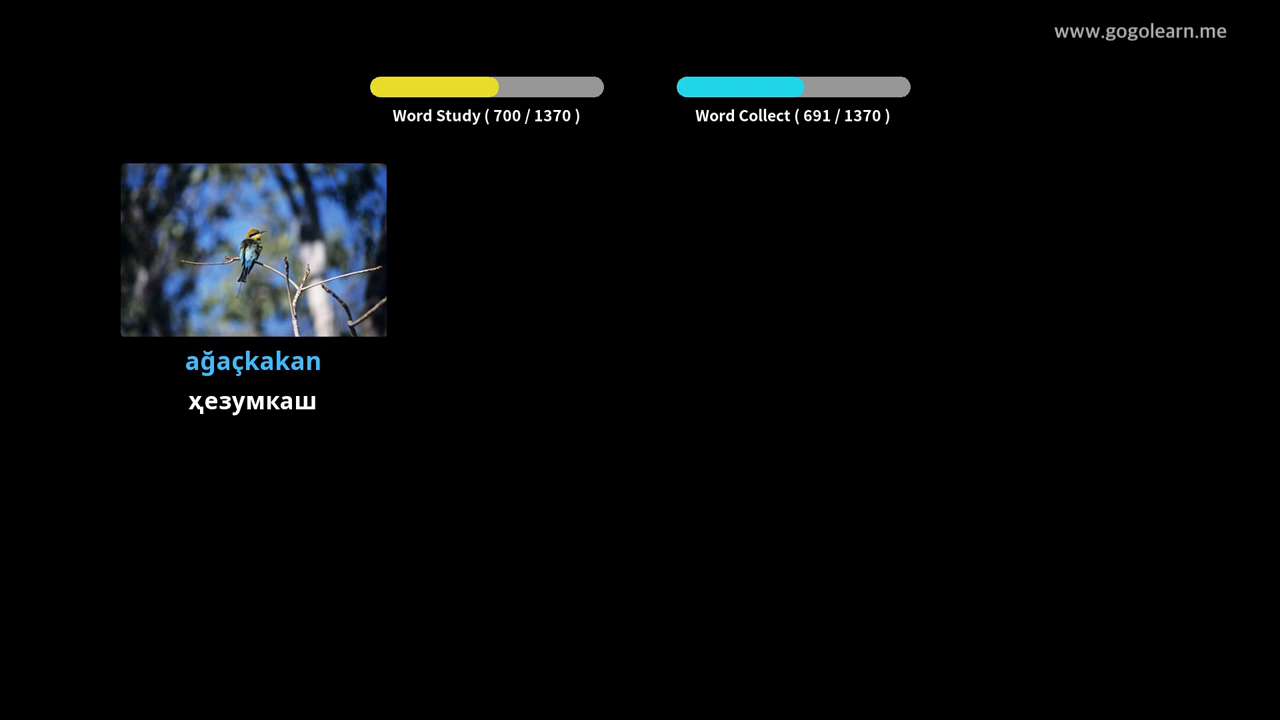 www.gogolearn.me
Word Study ( 700 / 1370 )
Word Collect ( 691 / 1370 )
ağaçkakan
ҳезумкаш